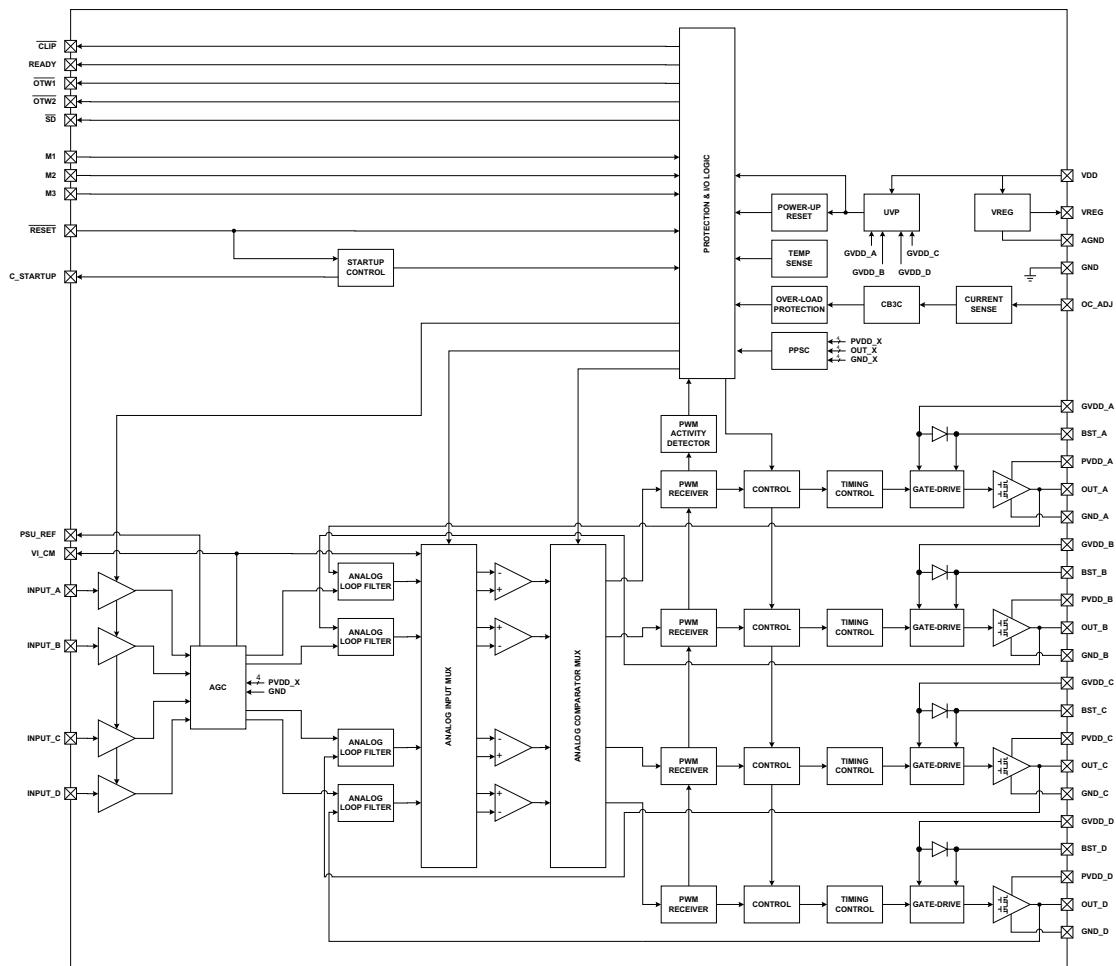 CLIP
READY
OTW1
OTW2
SD
M1
M2
M3
RESET
C_STARTUP
STARTUP
CONTROL
PROTECTION & I/O LOGIC
POWER-UP
RESET
UVP
VREG
GVDD_A
GVDD_C
GVDD_B
GVDD_D
TEMP
SENSE
OVER-LOAD
PROTECTION
CB3C
CURRENT
SENSE
PPSC
4
PVDD_X
4
OUT_X
4
GND_X
VDD
VREG
AGND
GND
OC_ADJ
PWM
ACTIVITY
DETECTOR
GVDD_A
BST_A
PWM
RECEIVER
CONTROL
TIMING
CONTROL
GATE-DRIVE
PVDD_A
OUT_A
GND_A
PSU_REF
VI_CM
INPUT_A
INPUT_B
INPUT_C
INPUT_D
AGC
4
PVDD_X
GND
ANALOG
LOOP FILTER
ANALOG
LOOP FILTER
ANALOG
LOOP FILTER
ANALOG
LOOP FILTER
ANALOG INPUT MUX
-
+
+
-
-
+
+
-
ANALOG COMPARATOR MUX
GVDD_B
BST_B
PWM
RECEIVER
CONTROL
TIMING
CONTROL
GATE-DRIVE
PVDD_B
OUT_B
GND_B
GVDD_C
BST_C
PWM
RECEIVER
CONTROL
TIMING
CONTROL
GATE-DRIVE
PVDD_C
OUT_C
GND_C
GVDD_D
BST_D
PWM
RECEIVER
CONTROL
TIMING
CONTROL
GATE-DRIVE
PVDD_D
OUT_D
GND_D